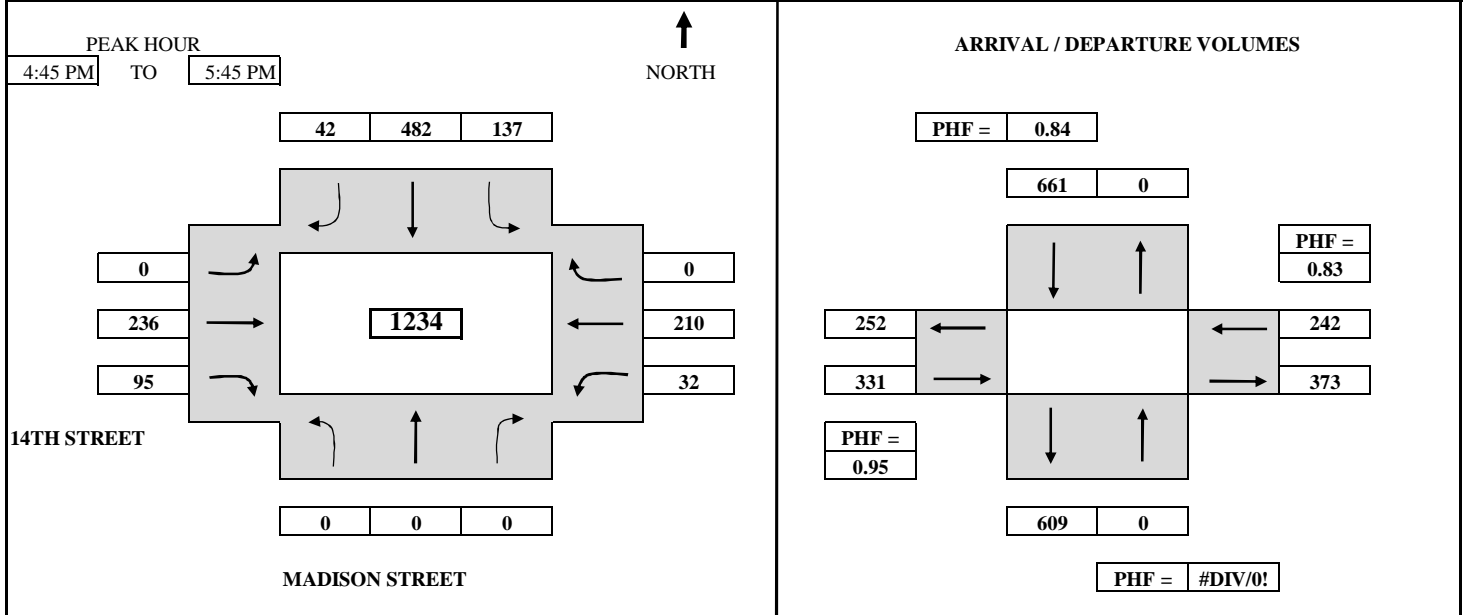 PEAK HOUR
4:45 PM TO 5:45 PM
NORTH
42 482 137
0 0
236 1234 210
95 32
14TH STREET
0 0 0
MADISON STREET
ARRIVAL / DEPARTURE VOLUMES
PHF = 0.84
661 0
PHF =
0.83
252 242
331 373
PHF =
0.95
609 0
PHF = #DIV/0!